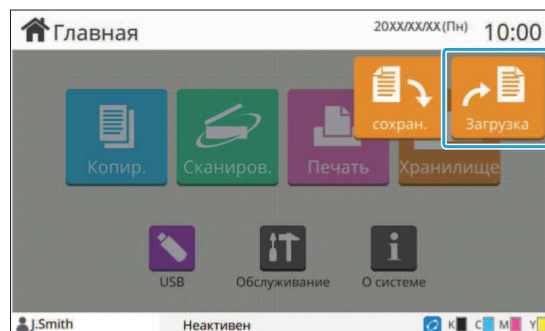 Главная
20XX/XX/XX(Пн)
10:00
сохран.
Загрузка
Копир.
Сканиров.
Печать
Хранилище
USB
Обслуживание
О системе
J.Smith
Неактивен
K C M Y